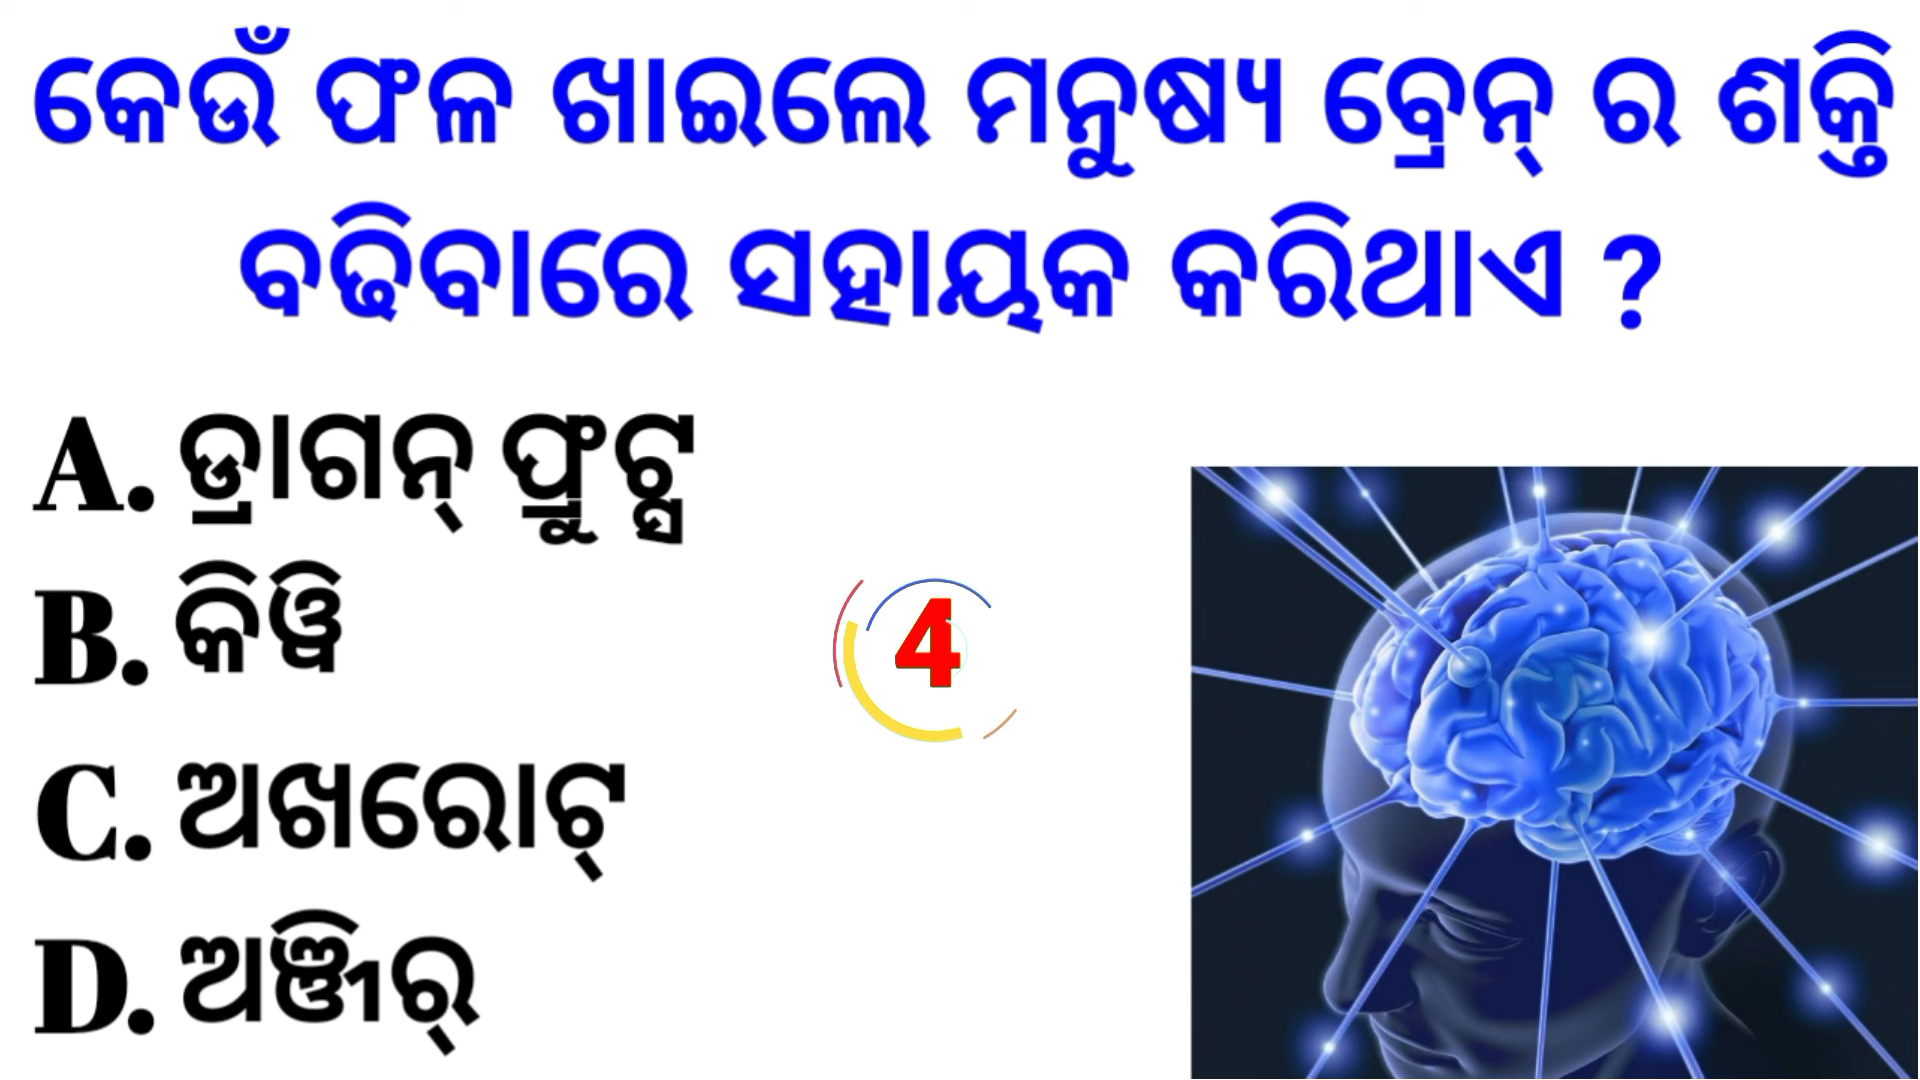 କେଉଁ ଫଳ ଖାଇଲେ ମନୁଷ୍ୟ ବ୍ରେନ୍ ର ଶକ୍ତି
ବଢିବାରେ ସହାୟକ କରିଥାଏ ?
A. ଡ୍ରାଗନ୍ ଫ୍ରୁଟ୍ସ
B. କିୱି
4
C. ଅଖରୋଟ୍
D. ଅଞ୍ଜିର୍